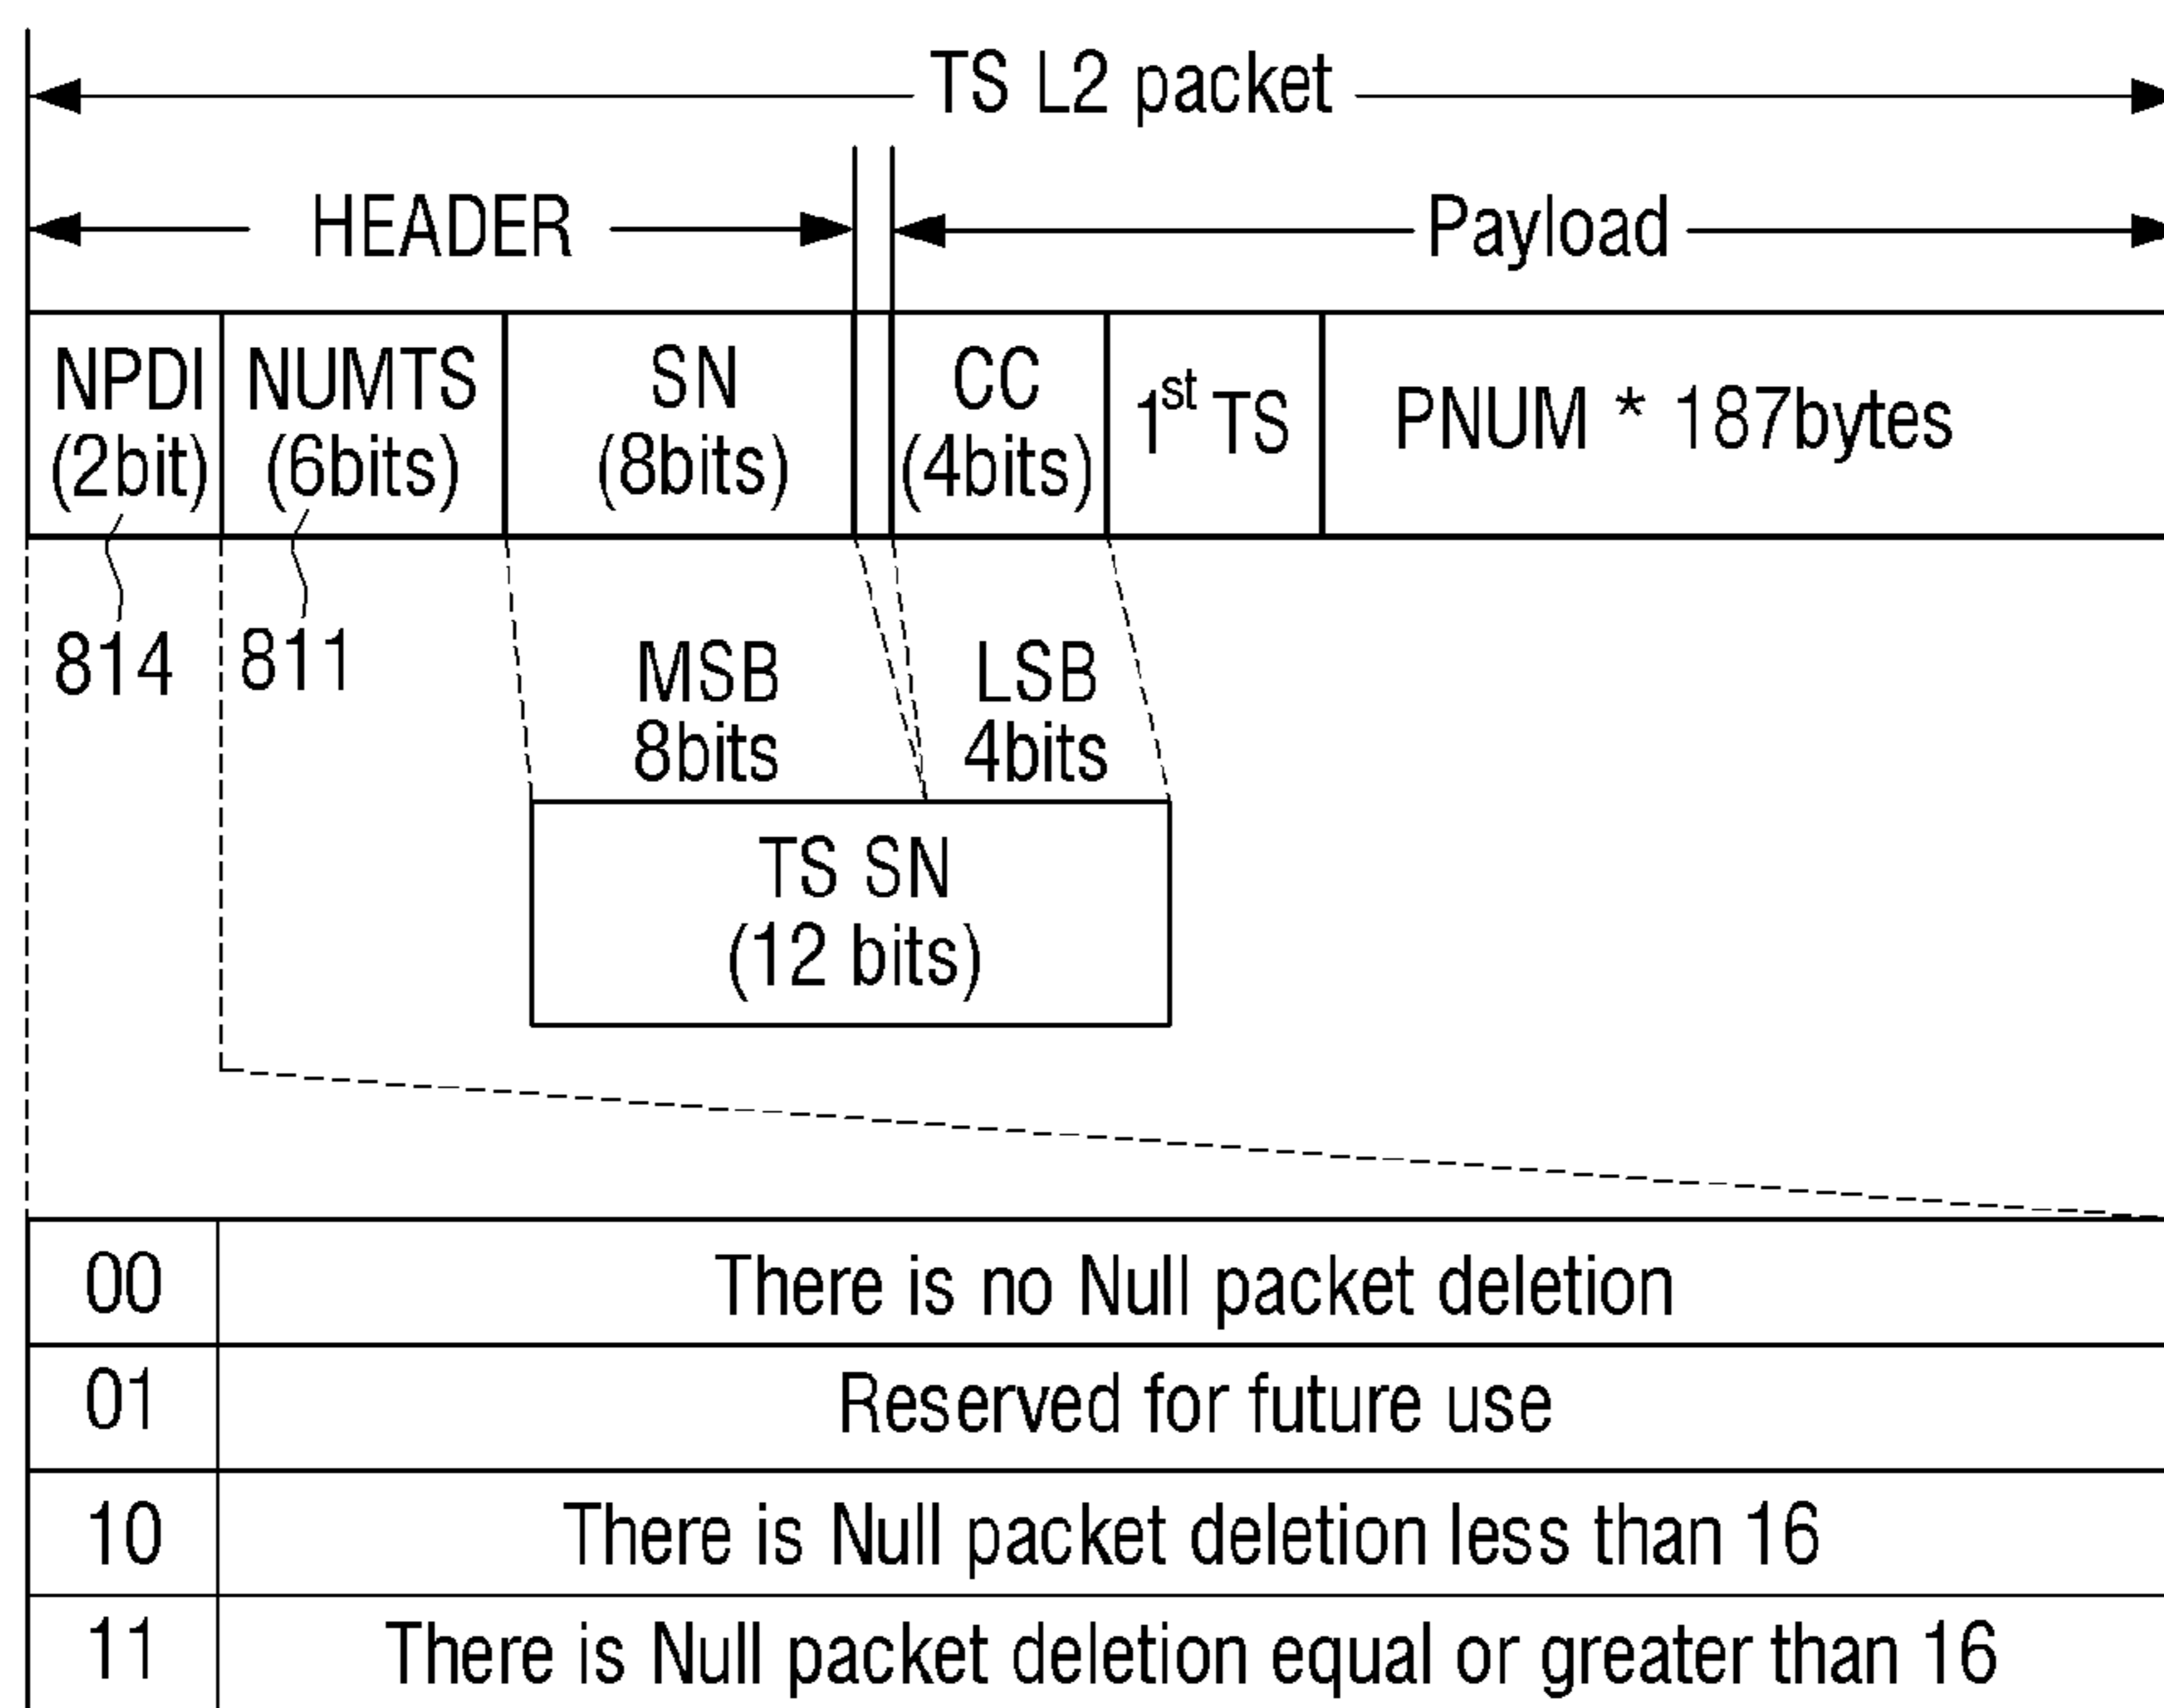 TS L2 packet
HEADER
Payload
NPDI
(2bit)
NUMTS
(6bits)
SN
(8bits)
CC
(4bits)
1st TS
PNUM * 187bytes
814
811
MSB
8bits
LSB
4bits
TS SN
(12 bits)
00
There is no Null packet deletion
01
Reserved for future use
10
There is Null packet deletion less than 16
11
There is Null packet deletion equal or greater than 16